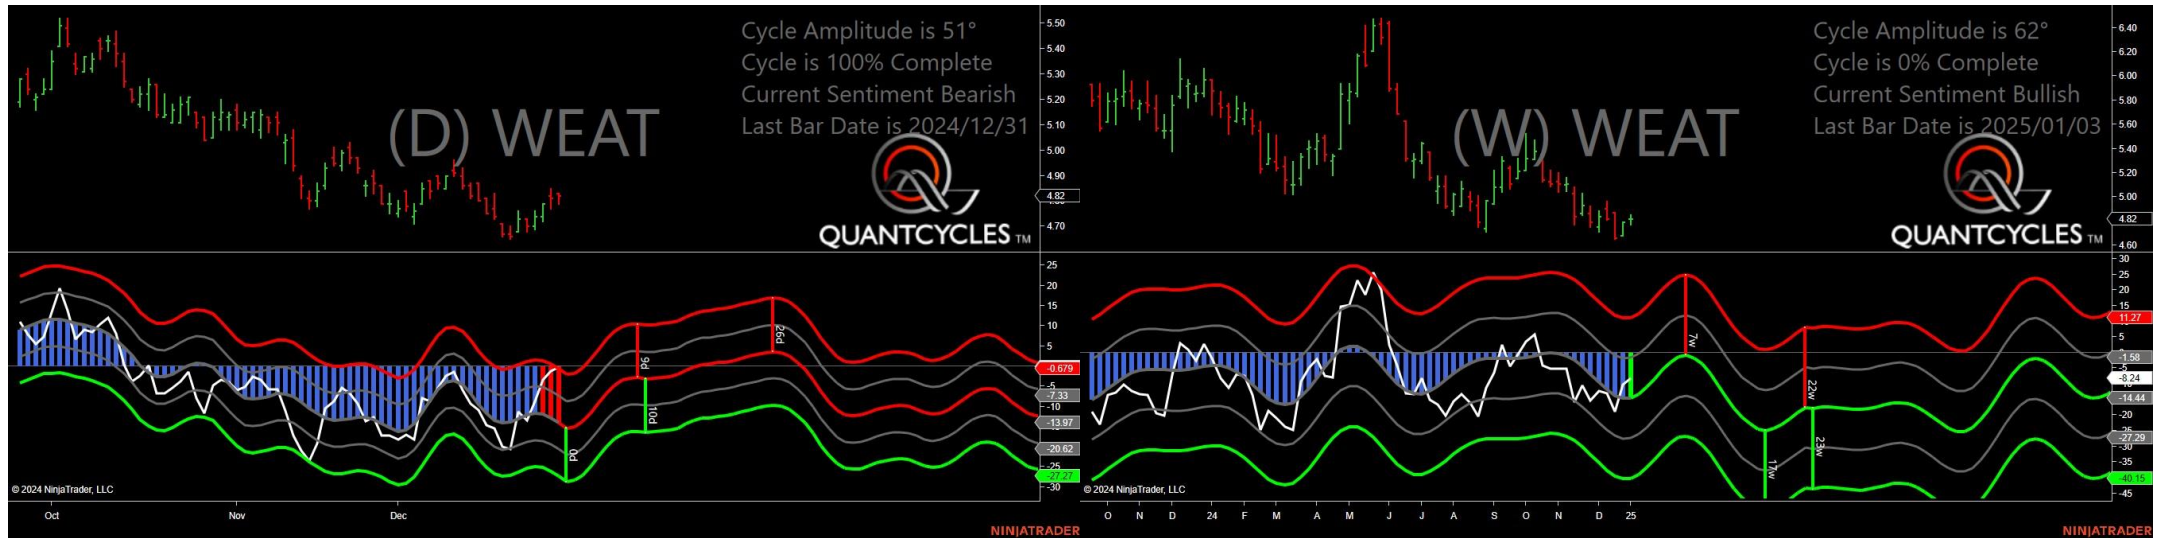 Cycle Amplitude is 51°
Cycle is 100% Complete
Current Sentiment Bearish
Last Bar Date is 2024/12/31
(D) WEAT
QUANTCYCLES TM
5.50
5.40
5.30
5.20
5.10
5.00
4.90
4.82
4.70
25
20
15
10
5
-0.679
-5
-7.33
-10
-13.97
-20.62
-25
-27.27
-30
9d
10d
26d
0d
© 2024 NinjaTrader, LLC
Oct
Nov
Dec
NINJATRADER
Cycle Amplitude is 62°
Cycle is 0% Complete
Current Sentiment Bullish
Last Bar Date is 2025/01/03
(W) WEAT
QUANTCYCLES TM
6.40
6.20
6.00
5.80
5.60
5.40
5.20
5.00
4.82
4.60
30
25
20
15
11.27
5
-1.58
-5
-8.24
-14.44
-20
-25
-27.29
-30
-35
-40.15
-45
7w
17w
22w
23w
© 2024 NinjaTrader, LLC
O N D 24 F M A M J J A S O N D 25
NINJATRADER